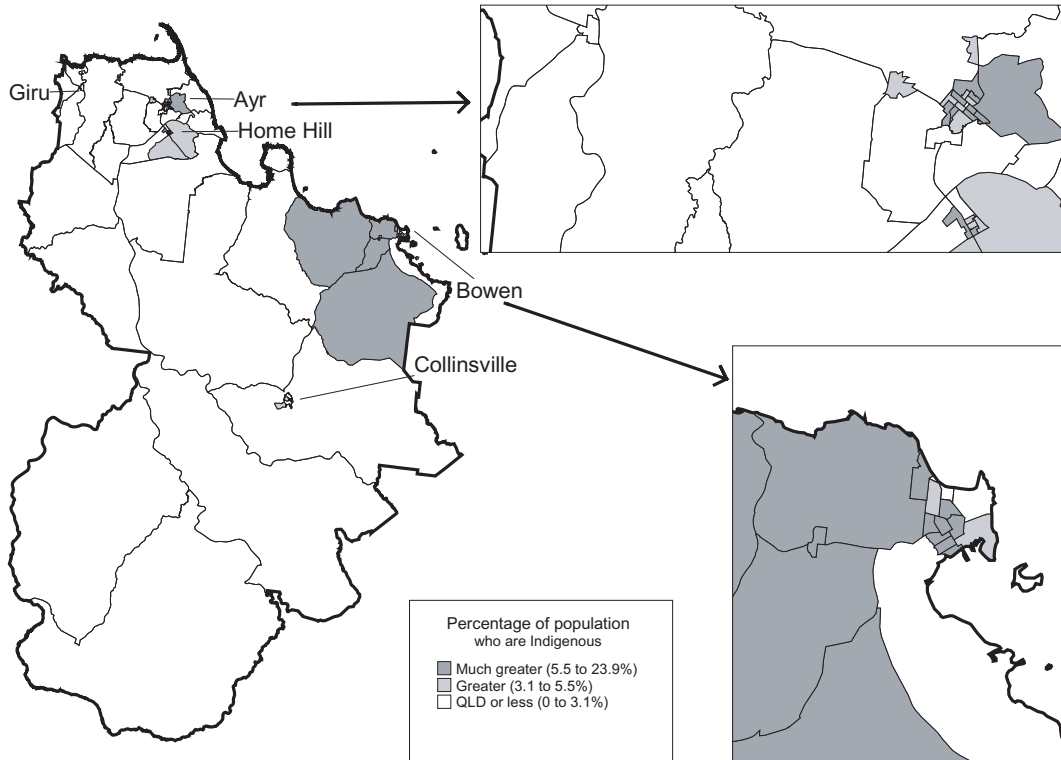 Giru
Ayr
Home Hill
Bowen
Collinsville
Percentage of population
who are Indigenous
Much greater (5.5 to 23.9%)
Greater (3.1 to 5.5%)
QLD or less (0 to 3.1%)